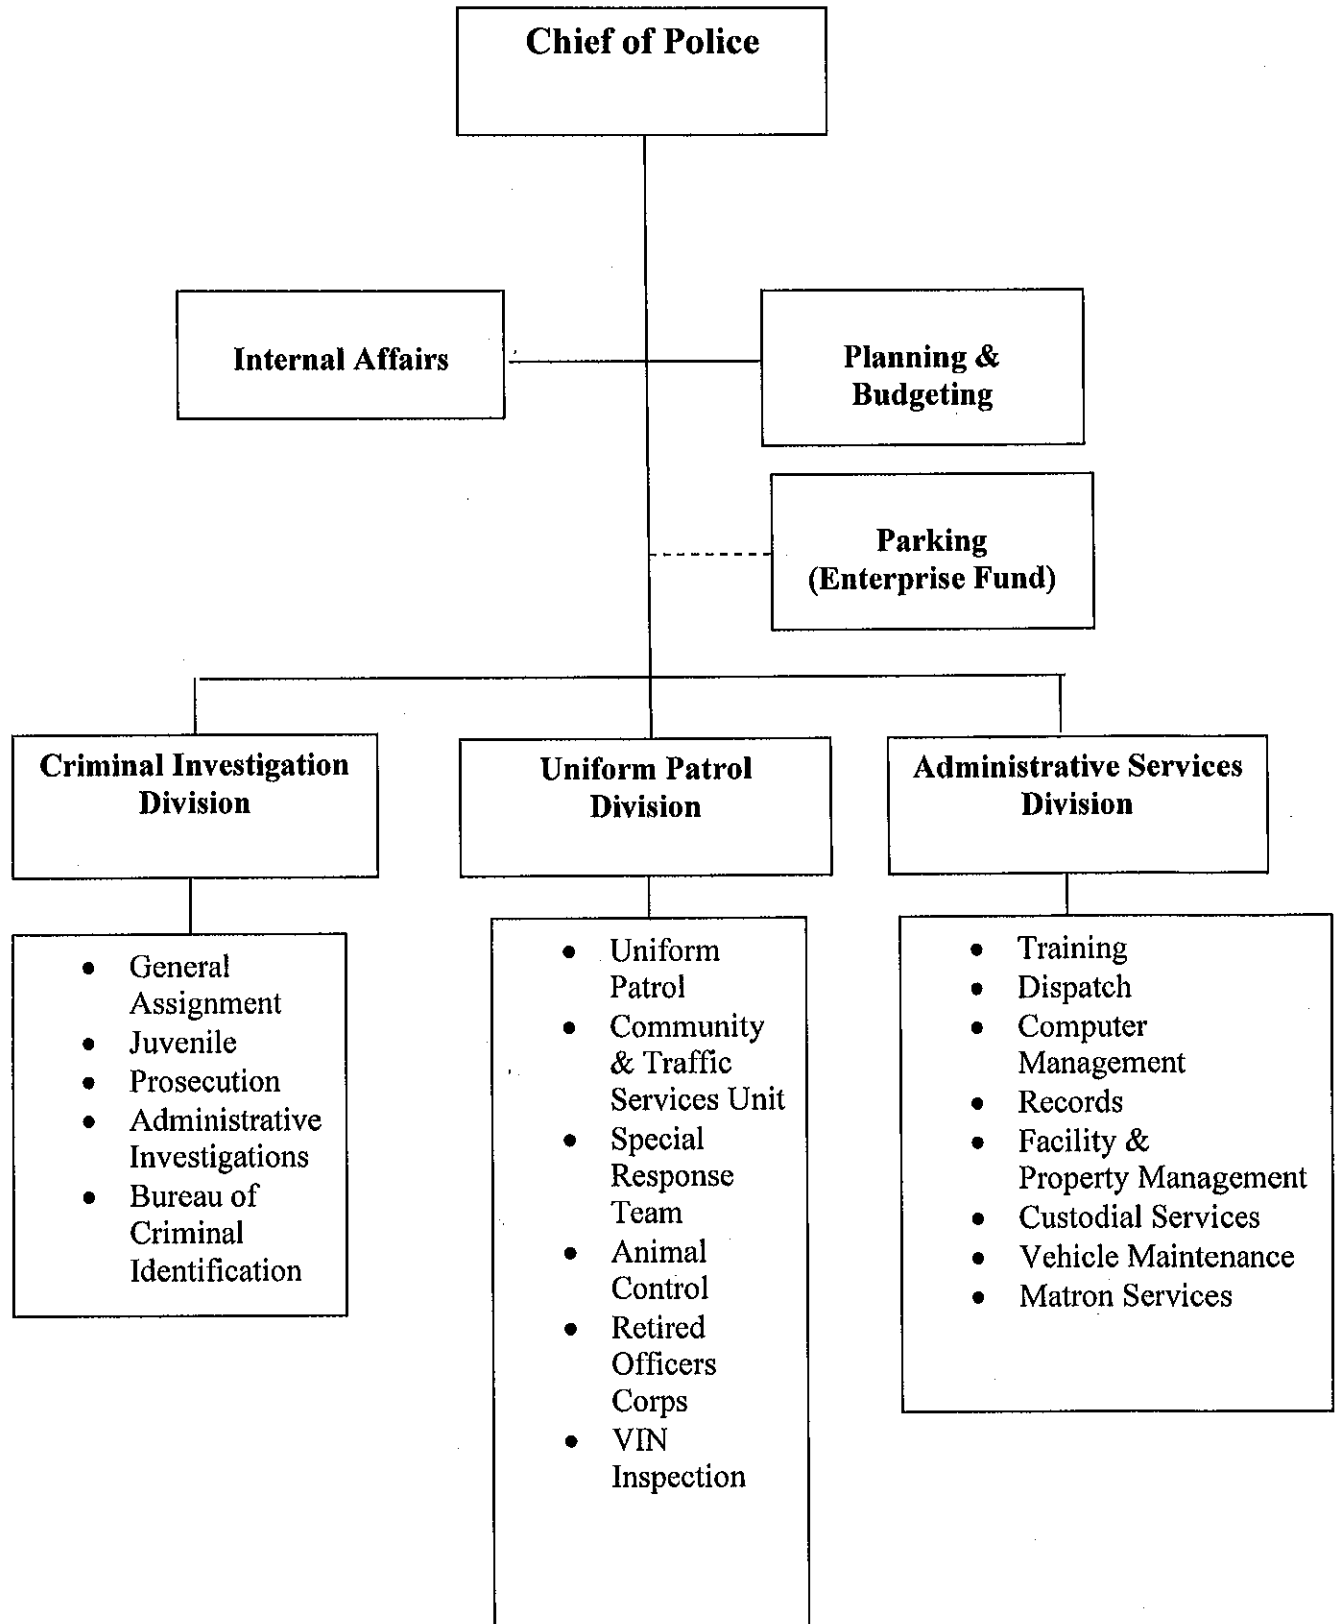 Chief of Police
Internal Affairs
Planning &
Budgeting
Parking
(Enterprise Fund)
Criminal Investigation
Division
Uniform Patrol
Division
Administrative Services
Division
• General
Assignment
• Juvenile
• Prosecution
• Administrative
Investigations
• Bureau of
Criminal
Identification
• Uniform
Patrol
• Community
& Traffic
Services Unit
• Special
Response
Team
• Animal
Control
• Retired
Officers
Corps
• VIN
Inspection
• Training
• Dispatch
• Computer
Management
• Records
• Facility &
Property Management
• Custodial Services
• Vehicle Maintenance
• Matron Services